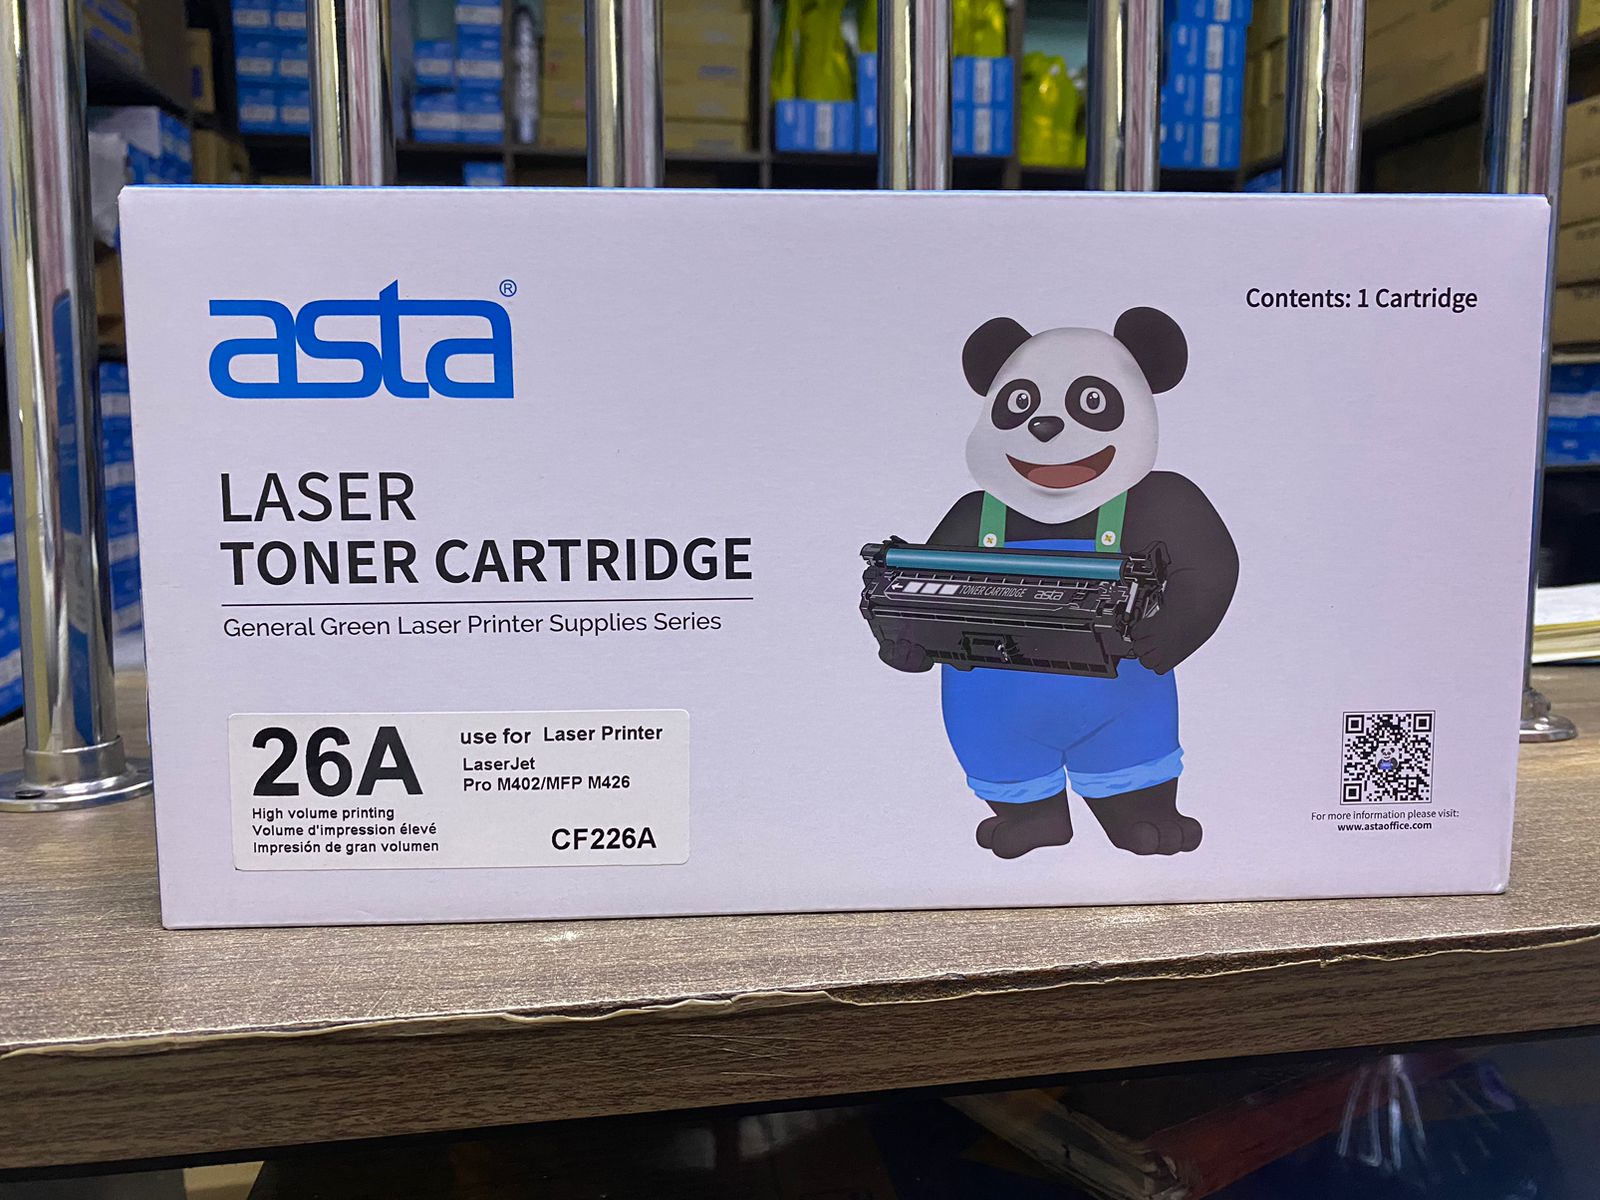 asta®
Contents: 1 Cartridge
LASER
TONER CARTRIDGE
General Green Laser Printer Supplies Series
TONER CARTRIDGE asta
26A
use for Laser Printer
LaserJet
Pro M402/MFP M426
High volume printing
Volume d'impression élevé
Impresión de gran volumen
CF226A
For more information please visit:
www.astaoffice.com